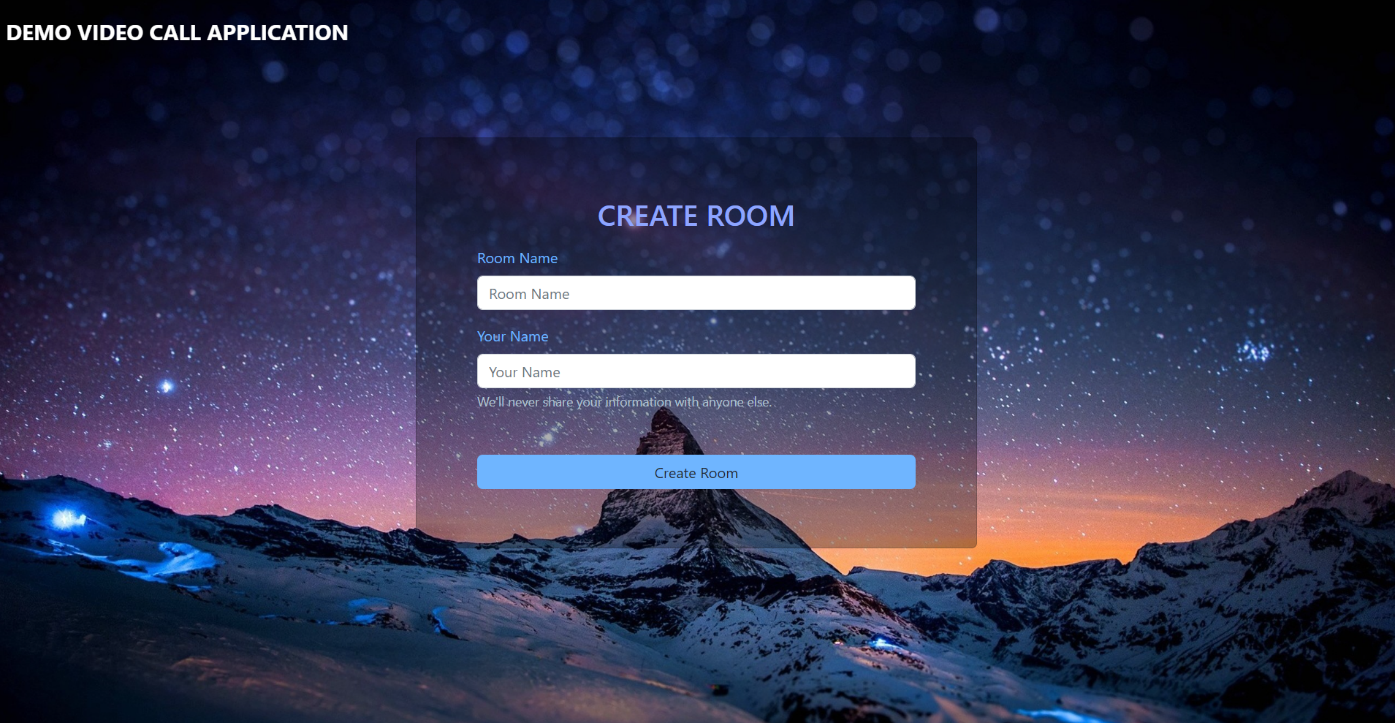 DEMO VIDEO CALL APPLICATION
CREATE ROOM
Room Name
Room Name
Your Name
Your Name
We'll never share your information with anyone else.
Create Room